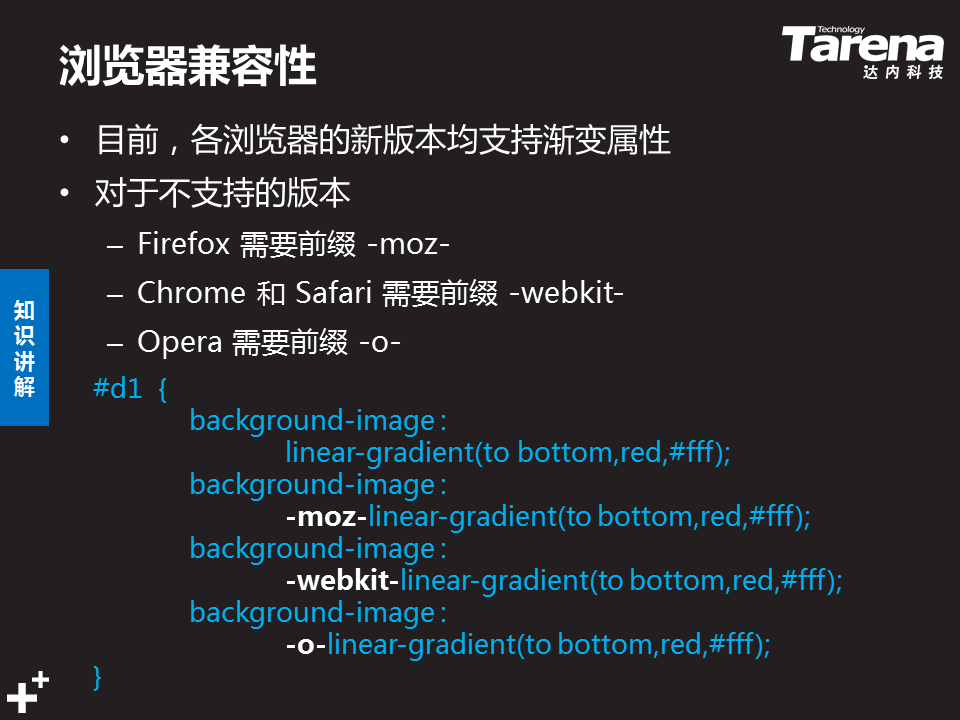 浏览器兼容性
Technology
Tarena
达内科技
• 目前，各浏览器的新版本均支持渐变属性
• 对于不支持的版本
– Firefox 需要前缀 -moz-
– Chrome 和 Safari 需要前缀 -webkit-
– Opera 需要前缀 -o-
知
识
讲
解
#d1 {
background-image:
linear-gradient(to bottom,red,#fff);
background-image:
-moz-linear-gradient(to bottom,red,#fff);
background-image:
-webkit-linear-gradient(to bottom,red,#fff);
background-image:
-o-linear-gradient(to bottom,red,#fff);
}